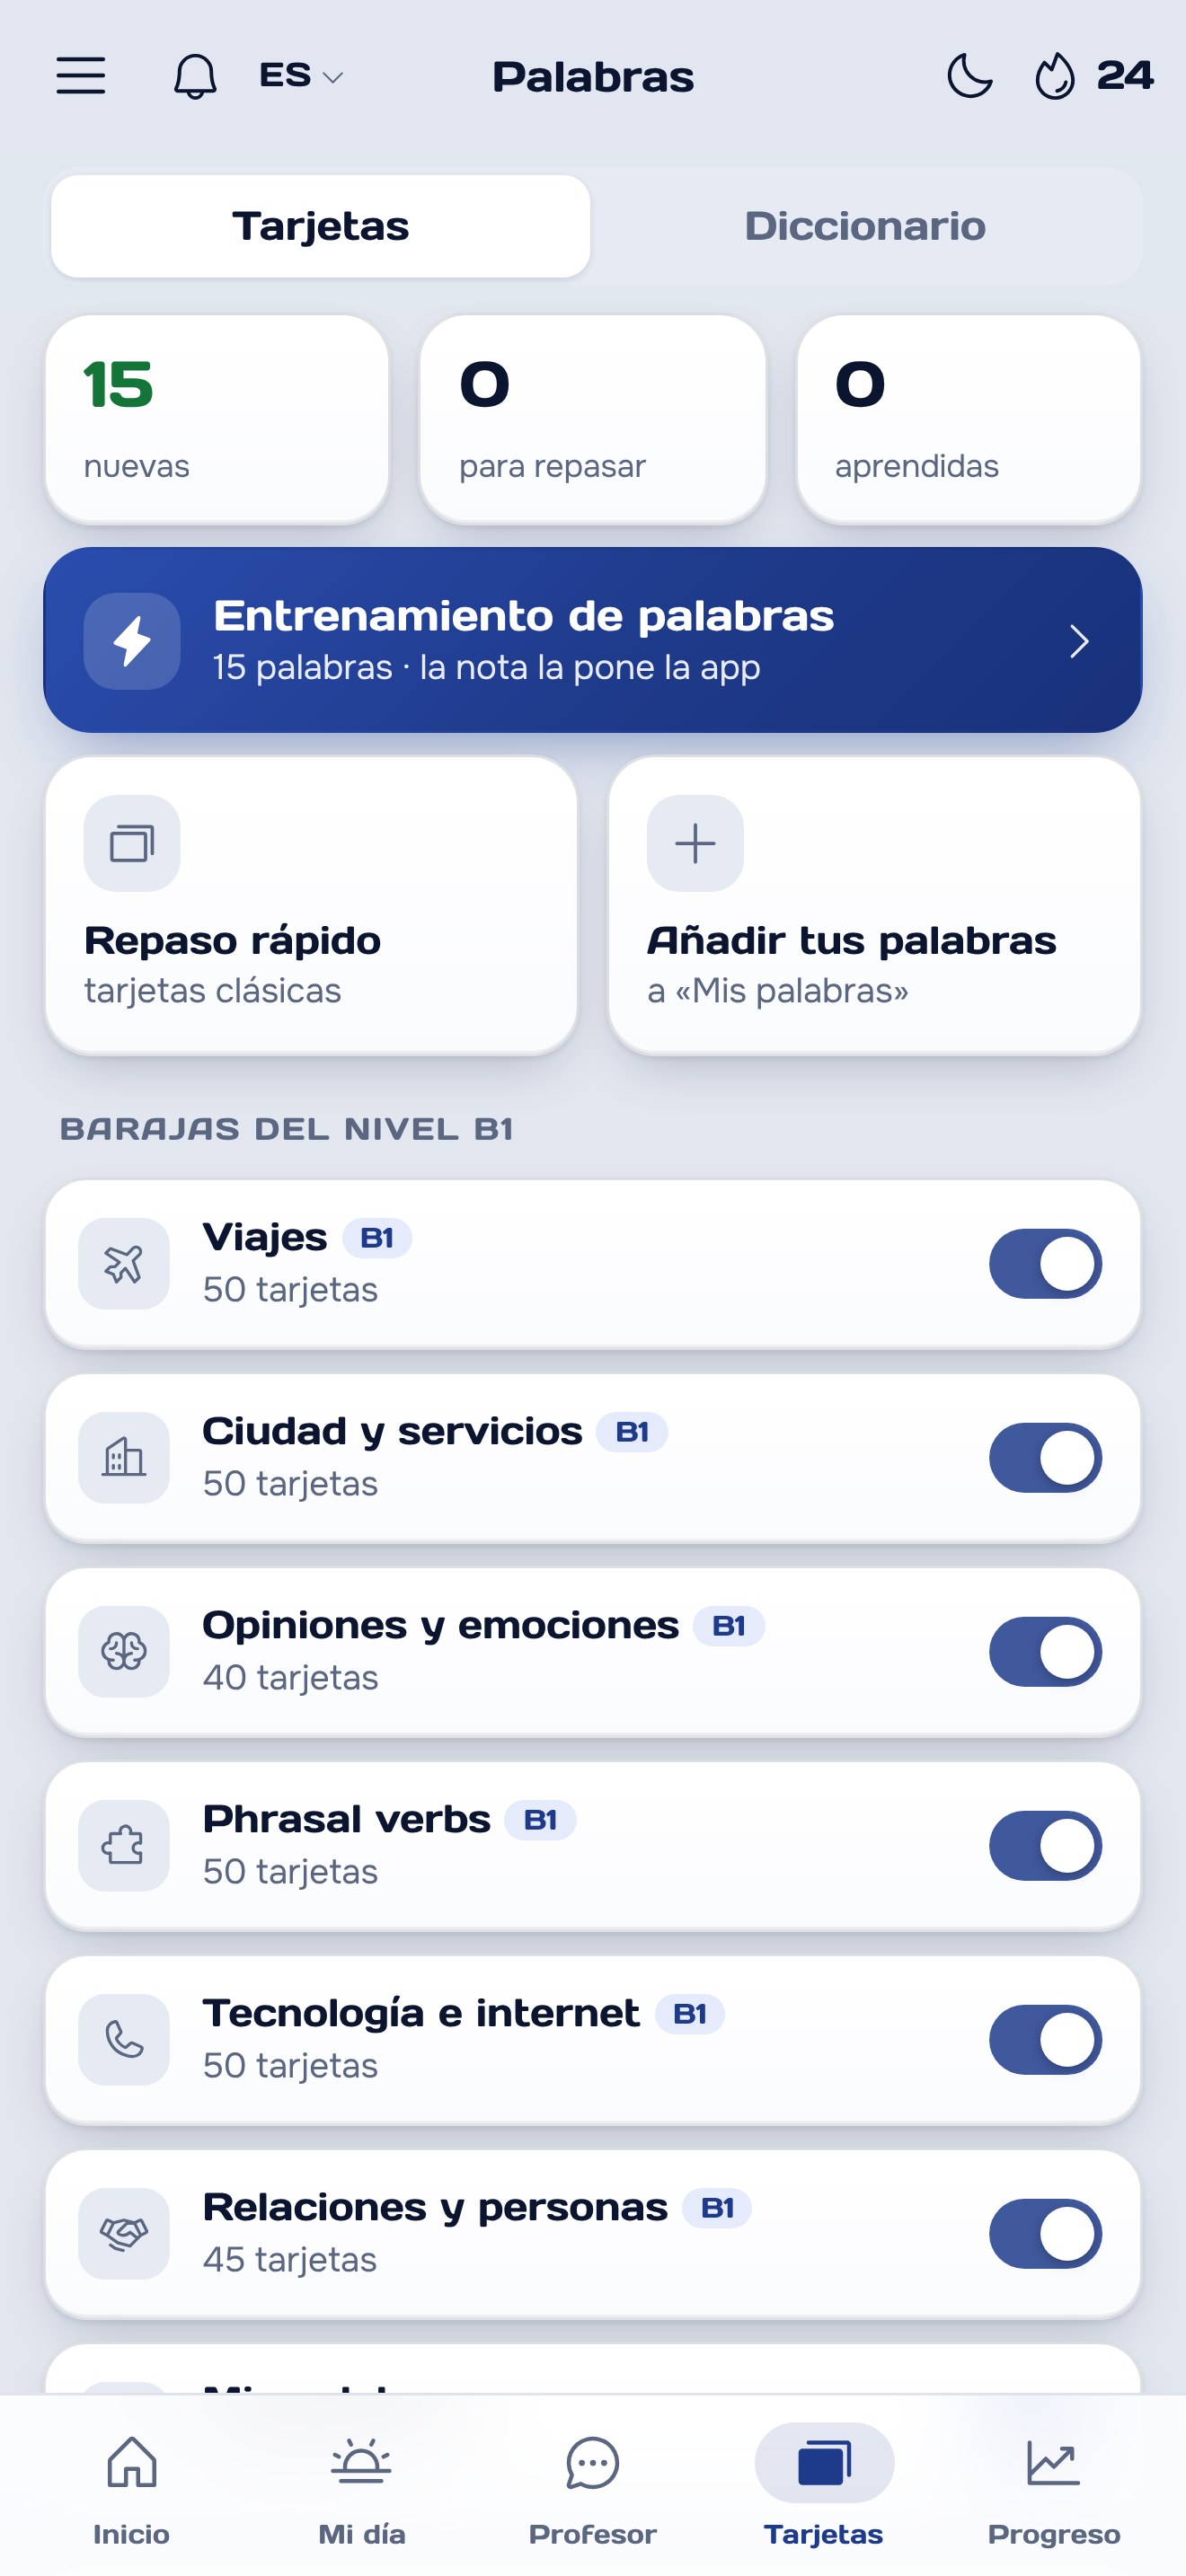 ES
Palabras
24
Tarjetas
Diccionario
15
nuevas
0
para repasar
0
aprendidas
Entrenamiento de palabras
15 palabras · la nota la pone la app
Repaso rápido
tarjetas clásicas
Añadir tus palabras
a «Mis palabras»
BARAJAS DEL NIVEL B1
Viajes B1
50 tarjetas
Ciudad y servicios B1
50 tarjetas
Opiniones y emociones B1
40 tarjetas
Phrasal verbs B1
50 tarjetas
Tecnología e internet B1
50 tarjetas
Relaciones y personas B1
45 tarjetas
Inicio
Mi día
Profesor
Tarjetas
Progreso